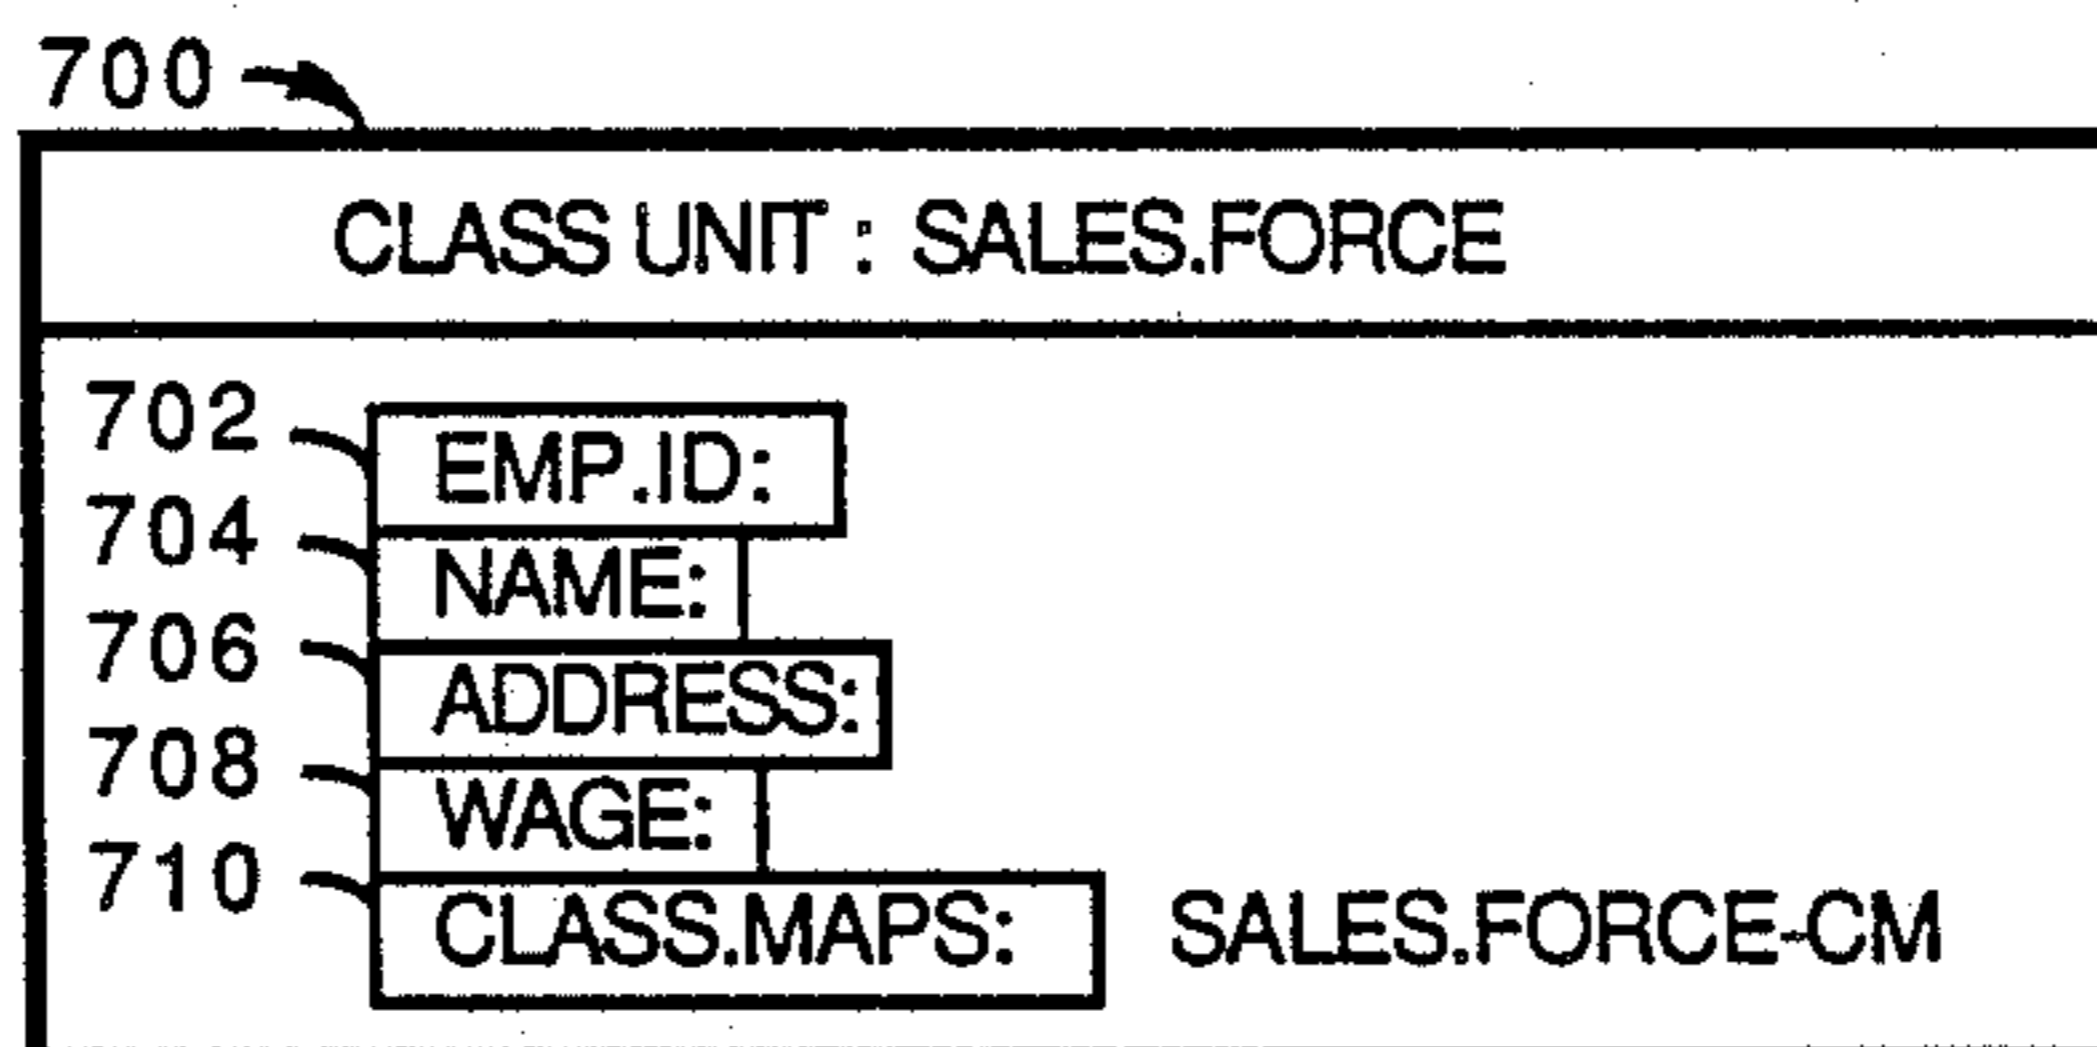 700
CLASS UNIT : SALES.FORCE
702 EMP.ID:
704 NAME:
706 ADDRESS:
708 WAGE:
710 CLASS.MAPS: SALES.FORCE-CM